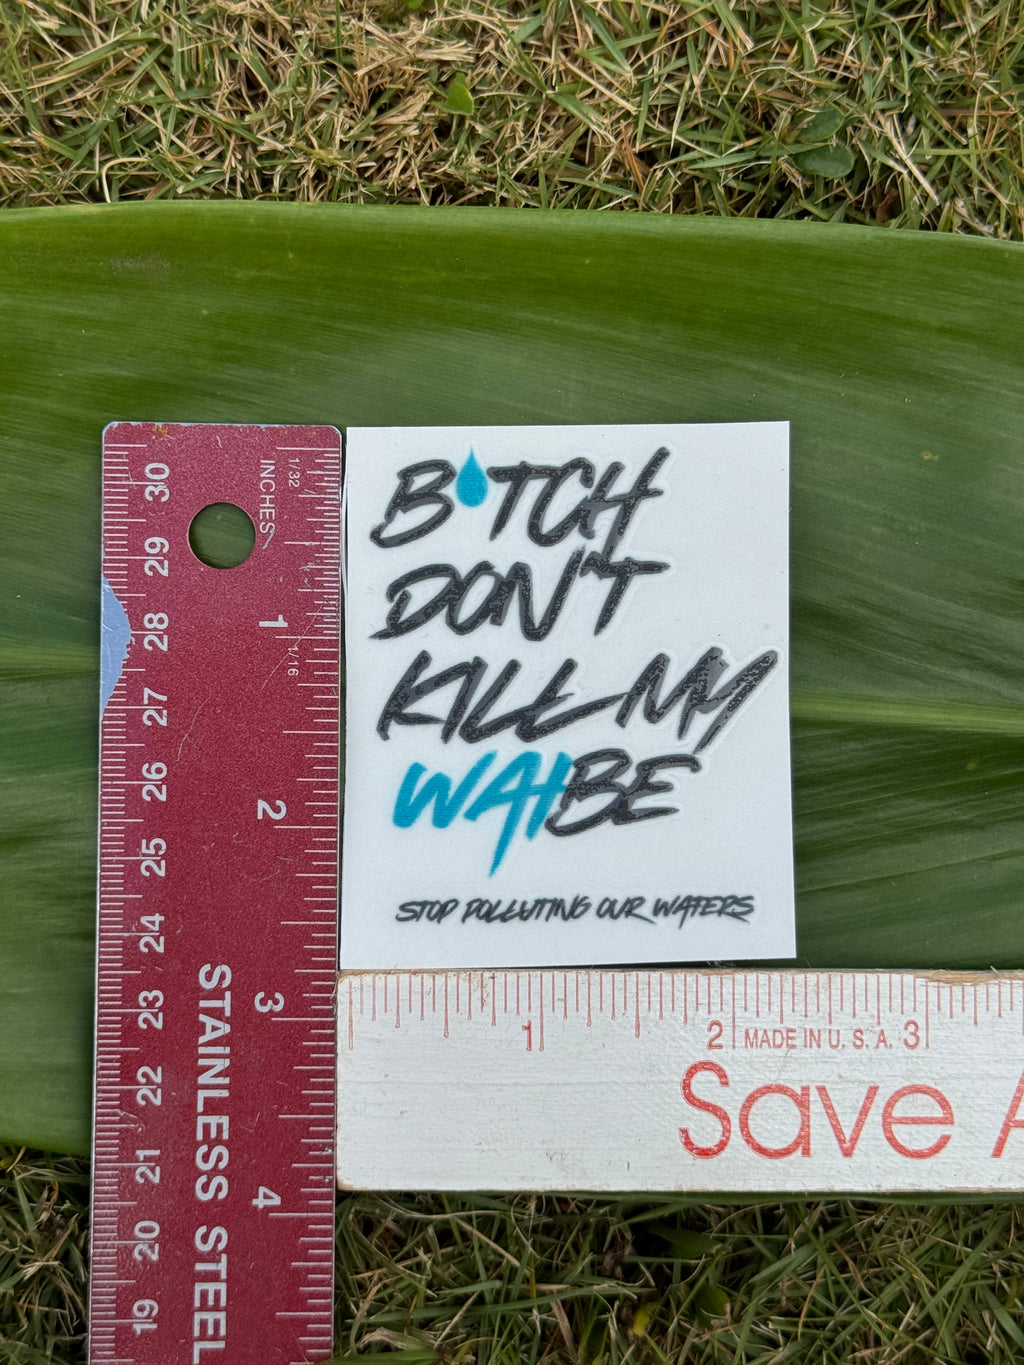 B TCH
DON'T
KILL MY
WAIBE
STOP POLLUTING OUR WATERS
1/32
INCHES
1
1/16
2
3
4
30
29
28
27
26
25
24
23
22
21
20
19
STAINLESS STEEL
1
2
MADE IN U. S. A.
3
Save A